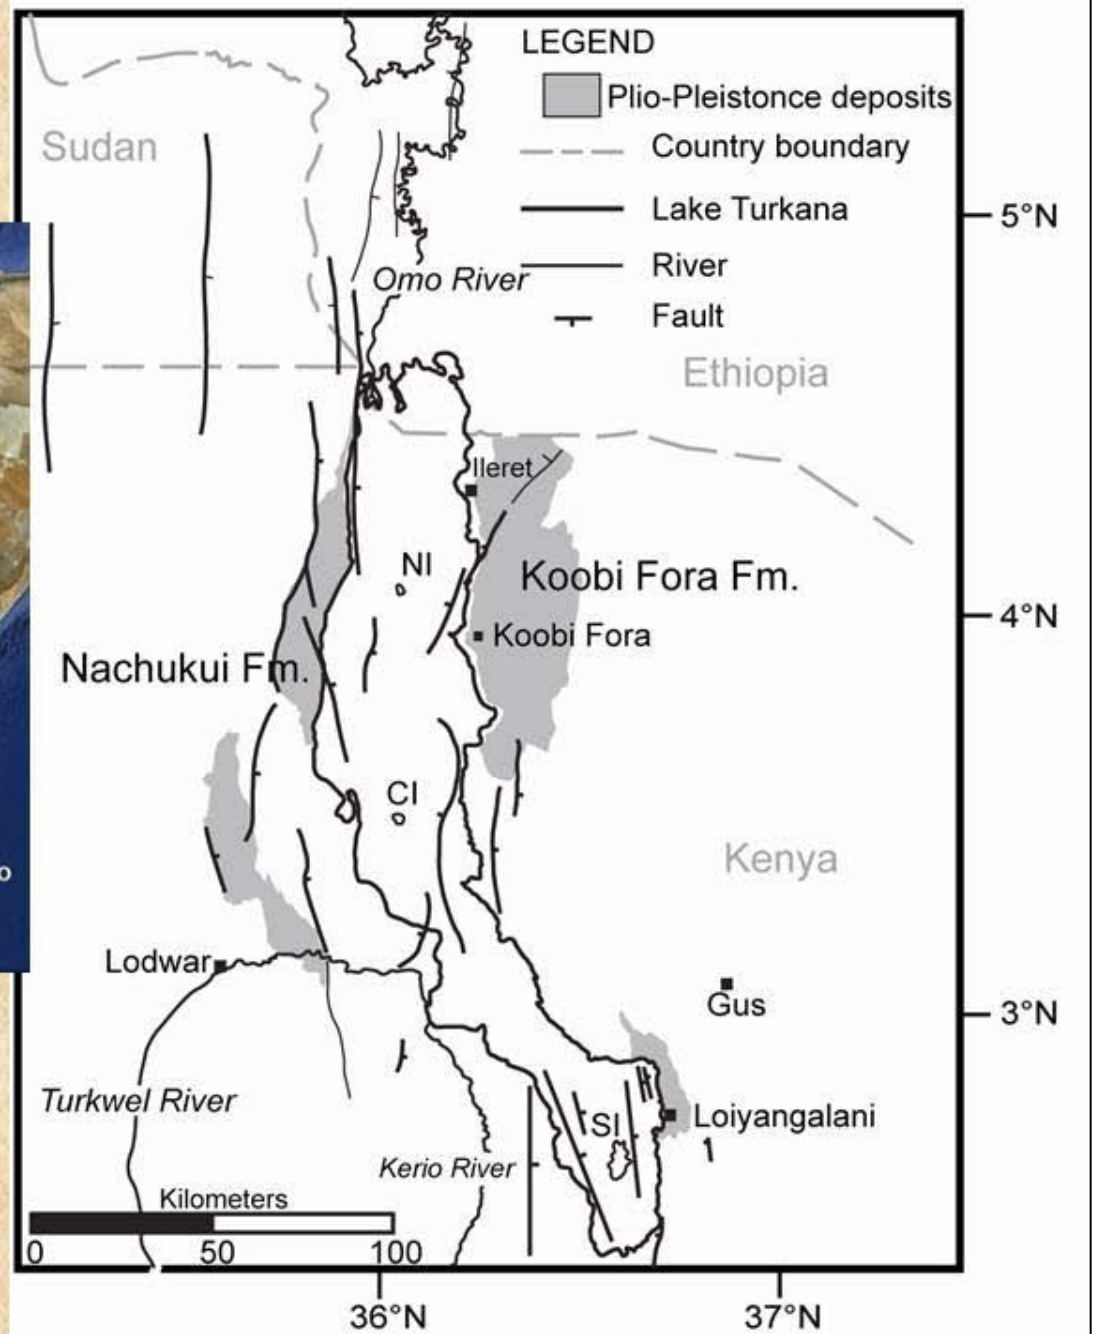 LEGEND
Plio-Pleistonce deposits
Country boundary
Lake Turkana
River
Fault
Sudan
5°N
Omo River
Ethiopia
Ileret
NI
Koobi Fora Fm.
4°N
Koobi Fora
Nachukui Fm.
CI
Kenya
Lodwar
Gus
3°N
Turkwel River
SI
Loiyangalani
Kerio River
Kilometers
0 50 100
36°N 37°N